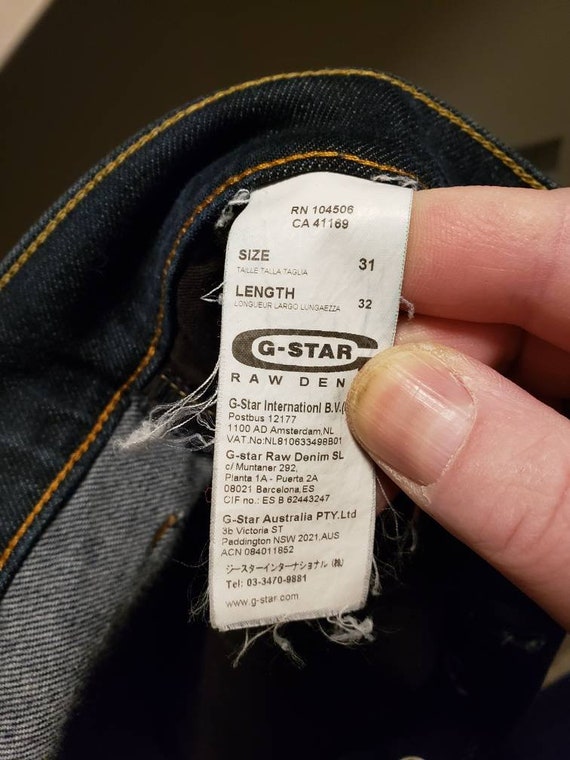 RN 104506
CA 41169
SIZE 31
TAILLE TALLA TAGLIA
LENGTH 32
LONGUEUR LARGO LUNGAEZZA
G-STAR
RAW DEN
G-Star Internationl B.V.(
Postbus 12177
1100 AD Amsterdam,NL
VAT.No:NL810633498B01
G-star Raw Denim SL
c/ Muntaner 292,
Planta 1A - Puerta 2A
08021 Barcelona,ES
CIF no.: ES B 62443247
G-Star Australia PTY.Ltd
3b Victoria ST
Paddington NSW 2021,AUS
ACN 084011852
ジースターインターナショナル (株)
Tel: 03-3470-9881
www.g-star.com